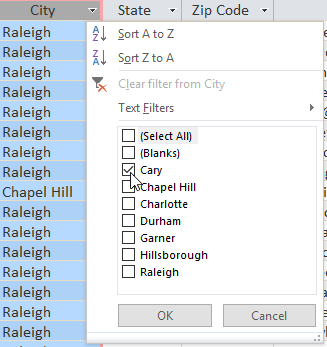 City State Zip Code
Raleigh
Sort A to Z
Raleigh
Sort Z to A
Raleigh
Raleigh
Clear filter from City
Raleigh
Text Filters
Raleigh
(Select All)
Raleigh
(Blanks)
Raleigh
Cary
Chapel Hill
Chapel Hill
Raleigh
Charlotte
Raleigh
Durham
Raleigh
Garner
Raleigh
Hillsborough
Raleigh
Raleigh
Raleigh
OK Cancel
Raleigh